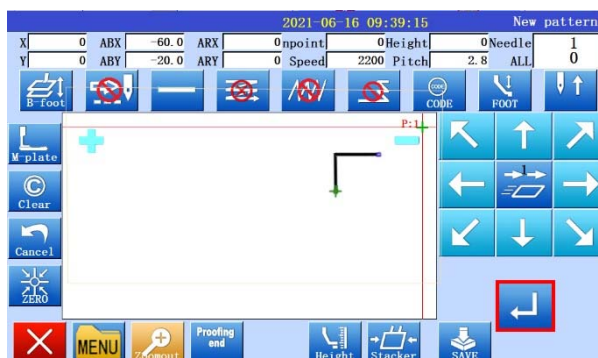 2021-06-16 09:39:15 New pattern
X 0 ABX -60.0 ARX 0 npoint 0 Height 0 Needle 1
Y 0 ABY -20.0 ARY 0 Speed 2200 Pitch 2.8 ALL 0
B-foot CODE CODE FOOT
P:1
M-plate
1
C
Clear
Cancel
ZERO
MENU Zoomout Proofing end Height Stacker SAVE